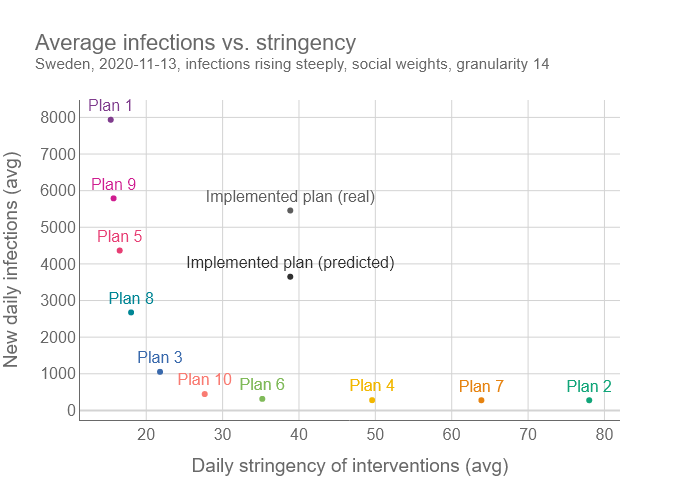 Average infections vs. stringency
Sweden, 2020-11-13, infections rising steeply, social weights, granularity 14
New daily infections (avg)
8000
7000
6000
5000
4000
3000
2000
1000
0
Plan 1
Plan 9
Implemented plan (real)
Plan 5
Implemented plan (predicted)
Plan 8
Plan 3
Plan 10
Plan 6
Plan 4
Plan 7
Plan 2
20
30
40
50
60
70
80
Daily stringency of interventions (avg)